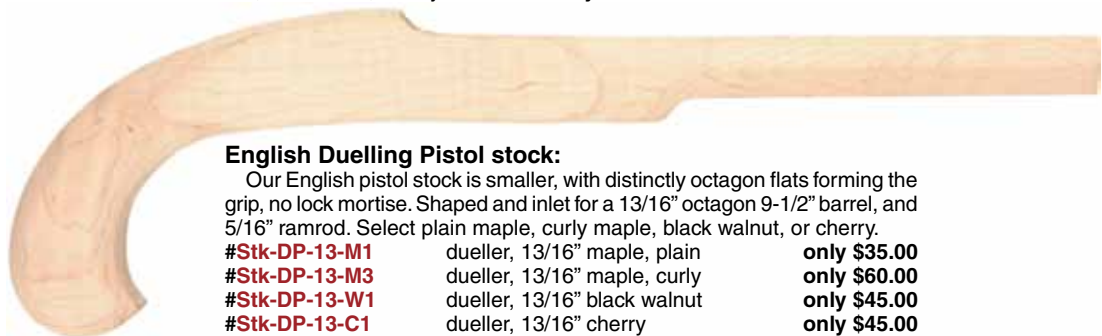 English Duelling Pistol stock:
Our English pistol stock is smaller, with distinctly octagon flats forming the
grip, no lock mortise. Shaped and inlet for a 13/16” octagon 9-1/2” barrel, and
5/16” ramrod. Select plain maple, curly maple, black walnut, or cherry.
#Stk-DP-13-M1 dueller, 13/16” maple, plain only $35.00
#Stk-DP-13-M3 dueller, 13/16” maple, curly only $60.00
#Stk-DP-13-W1 dueller, 13/16” black walnut only $45.00
#Stk-DP-13-C1 dueller, 13/16” cherry only $45.00